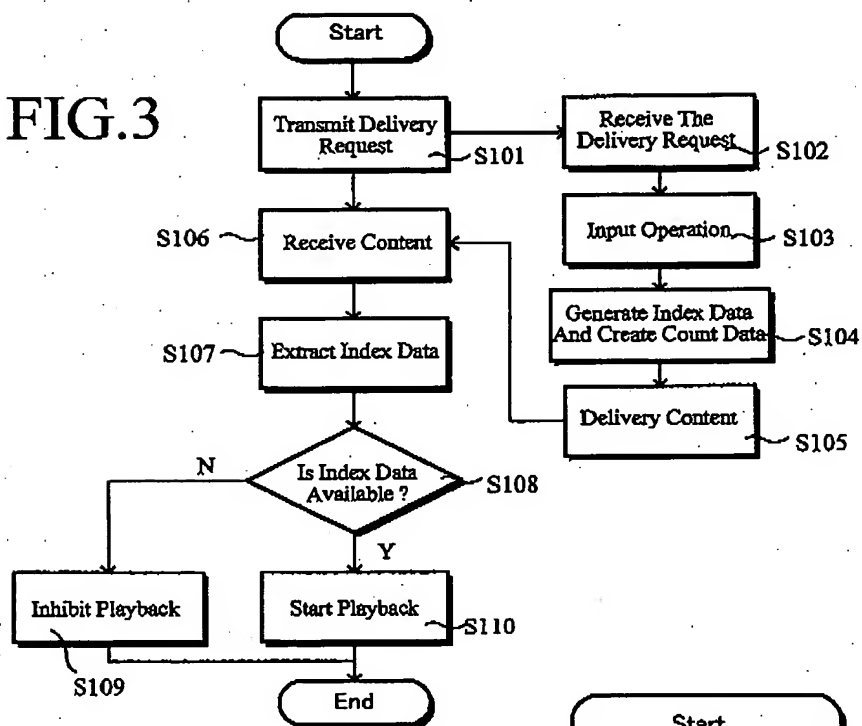 FIG.3
Start
Transmit Delivery
Request
S101
Receive The
Delivery Request
S102
Input Operation
S103
Generate Index Data
And Create Count Data
S104
Delivery Content
S105
S106
Receive Content
S107
Extract Index Data
Is Index Data
Available ?
S108
N
Y
Inhibit Playback
S109
Start Playback
S110
End
Start